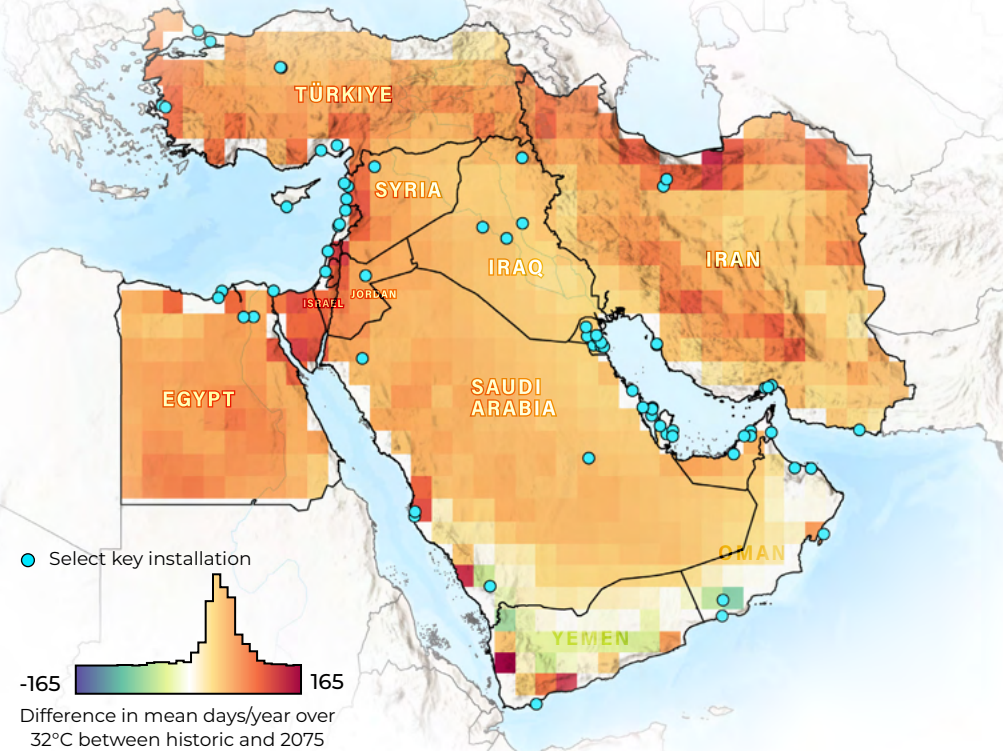 TÜRKIYE
SYRIA
IRAN
IRAQ
JORDAN
ISRAEL
EGYPT
SAUDI
ARABIA
OMAN
YEMEN
Select key installation
-165
165
Difference in mean days/year over
32°C between historic and 2075